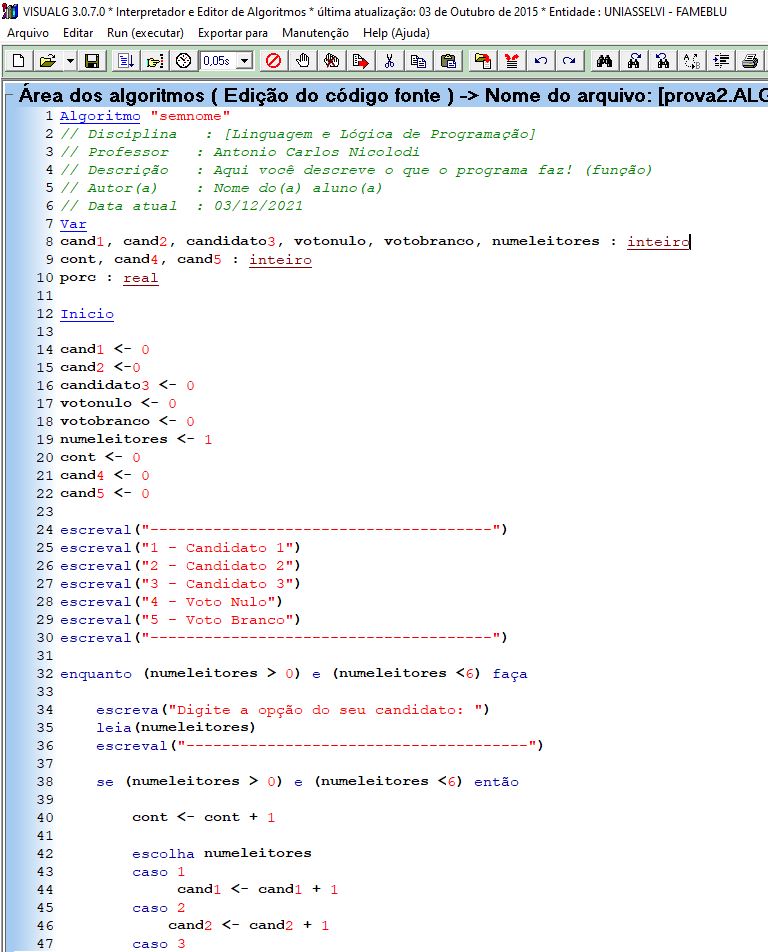 VISUALG 3.0.7.0 * Interpretador e Editor de Algoritmos * última atualização: 03 de Outubro de 2015 * Entidade : UNIASSELVI - FAMEBLU
Arquivo Editar Run (executar) Exportar para Manutenção Help (Ajuda)
0,05s
Área dos algoritmos ( Edição do código fonte ) -> Nome do arquivo: [prova2.ALG
1 Algoritmo "semnome"
2 // Disciplina   : [Linguagem e Lógica de Programação]
3 // Professor   : Antonio Carlos Nicolodi
4 // Descrição   : Aqui você descreve o que o programa faz! (função)
5 // Autor(a)    : Nome do(a) aluno(a)
6 // Data atual  : 03/12/2021
7 Var
8 cand1, cand2, candidato3, votonulo, votobranco, numeleitores : inteiro
9 cont, cand4, cand5 : inteiro
10 porc : real
11
12 Inicio
13
14 cand1 <- 0
15 cand2 <-0
16 candidato3 <- 0
17 votonulo <- 0
18 votobranco <- 0
19 numeleitores <- 1
20 cont <- 0
21 cand4 <- 0
22 cand5 <- 0
23
24 escreval("--------------------------------------")
25 escreval("1 - Candidato 1")
26 escreval("2 - Candidato 2")
27 escreval("3 - Candidato 3")
28 escreval("4 - Voto Nulo")
29 escreval("5 - Voto Branco")
30 escreval("--------------------------------------")
31
32 enquanto (numeleitores > 0) e (numeleitores <6) faça
33
34     escreva("Digite a opção do seu candidato: ")
35     leia(numeleitores)
36     escreval("--------------------------------------")
37
38     se (numeleitores > 0) e (numeleitores <6) então
39
40         cont <- cont + 1
41
42         escolha numeleitores
43         caso 1
44              cand1 <- cand1 + 1
45         caso 2
46             cand2 <- cand2 + 1
47         caso 3